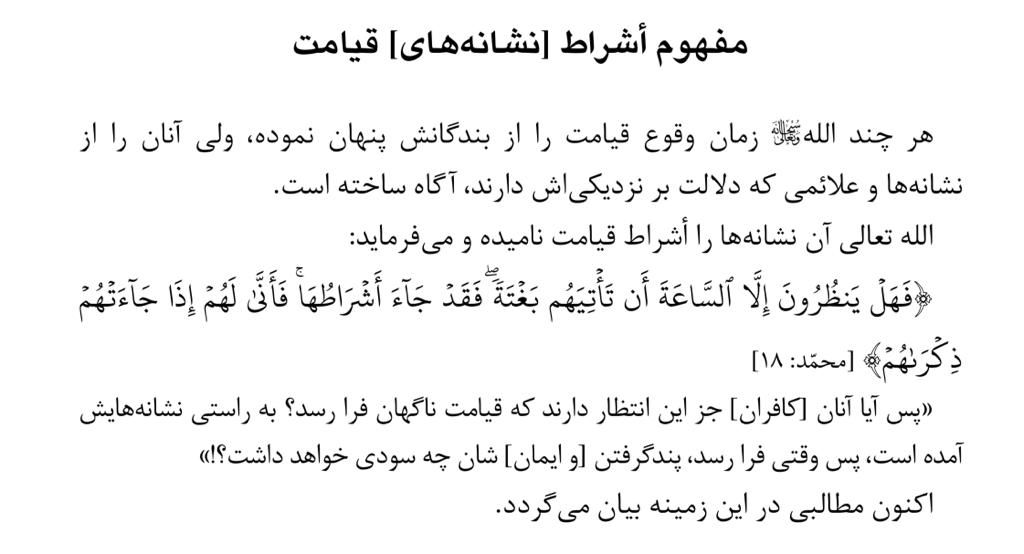 مفهوم أشراط [نشانه‌های] قیامت
هر چند الله ﷻ زمان وقوع قیامت را از بندگانش پنهان نموده، ولی آنان را از
نشانه‌ها و علائمی که دلالت بر نزدیکی‌اش دارند، آگاه ساخته است.
الله تعالی آن نشانه‌ها را أشراط قیامت نامیده و می‌فرماید:
﴿فَهَلۡ يَنظُرُونَ إِلَّا ٱلسَّاعَةَ أَن تَأۡتِيَهُم بَغۡتَةٗۖ فَقَدۡ جَآءَ أَشۡرَاطُهَاۚ فَأَنَّىٰ لَهُمۡ إِذَا جَآءَتۡهُمۡ
ذِكۡرَىٰهُمۡ﴾ [محمّد: ۱۸]
«پس آیا آنان [کافران] جز این انتظار دارند که قیامت ناگهان فرا رسد؟ به راستی نشانه‌هایش
آمده است، پس وقتی فرا رسد، پندگرفتن [و ایمان] شان چه سودی خواهد داشت؟!»
اکنون مطالبی در این زمینه بیان می‌گردد.